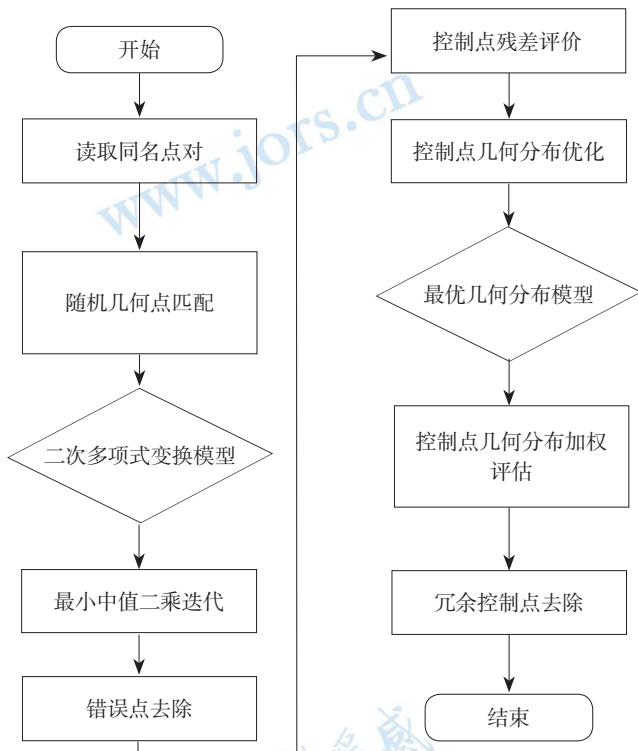 开始
读取同名点对
随机几何点匹配
二次多项式变换模型
最小中值二乘迭代
错误点去除
控制点残差评价
控制点几何分布优化
最优几何分布模型
控制点几何分布加权
评估
冗余控制点去除
结束
www.jors.cn
遥感